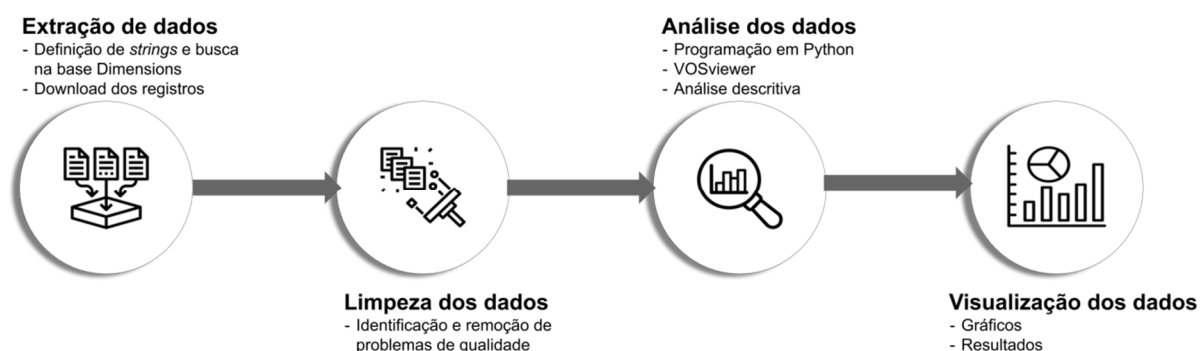 Extração de dados
- Definição de strings e busca
na base Dimensions
- Download dos registros
Limpeza dos dados
- Identificação e remoção de
problemas de qualidade
Análise dos dados
- Programação em Python
- VOSviewer
- Análise descritiva
Visualização dos dados
- Gráficos
- Resultados